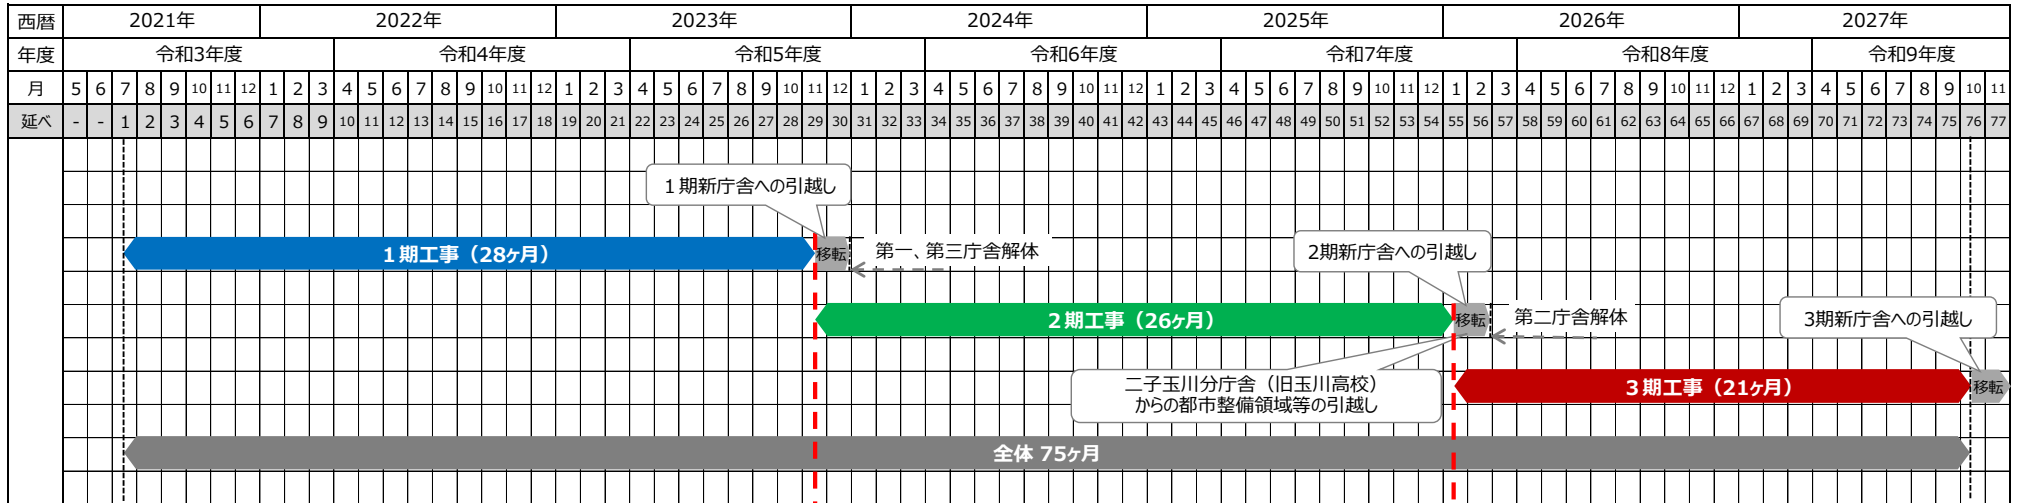 西暦 2021年 2022年 2023年 2024年 2025年 2026年 2027年
年度 令和3年度 令和4年度 令和5年度 令和6年度 令和7年度 令和8年度 令和9年度
月 5 6 7 8 9 10 11 12 1 2 3 4 5 6 7 8 9 10 11 12 1 2 3 4 5 6 7 8 9 10 11 12 1 2 3 4 5 6 7 8 9 10 11 12 1 2 3 4 5 6 7 8 9 10 11 12 1 2 3 4 5 6 7 8 9 10 11 12 1 2 3 4 5 6 7 8 9 10 11
延べ - - 1 2 3 4 5 6 7 8 9 10 11 12 13 14 15 16 17 18 19 20 21 22 23 24 25 26 27 28 29 30 31 32 33 34 35 36 37 38 39 40 41 42 43 44 45 46 47 48 49 50 51 52 53 54 55 56 57 58 59 60 61 62 63 64 65 66 67 68 69 70 71 72 73 74 75 76 77
1期新庁舎への引越し
1期工事（28ヶ月）
移転
第一、第三庁舎解体
2期新庁舎への引越し
2期工事（26ヶ月）
移転
第二庁舎解体
3期新庁舎への引越し
二子玉川分庁舎（旧玉川高校）
からの都市整備領域等の引越し
3期工事（21ヶ月）
移転
全体 75ヶ月